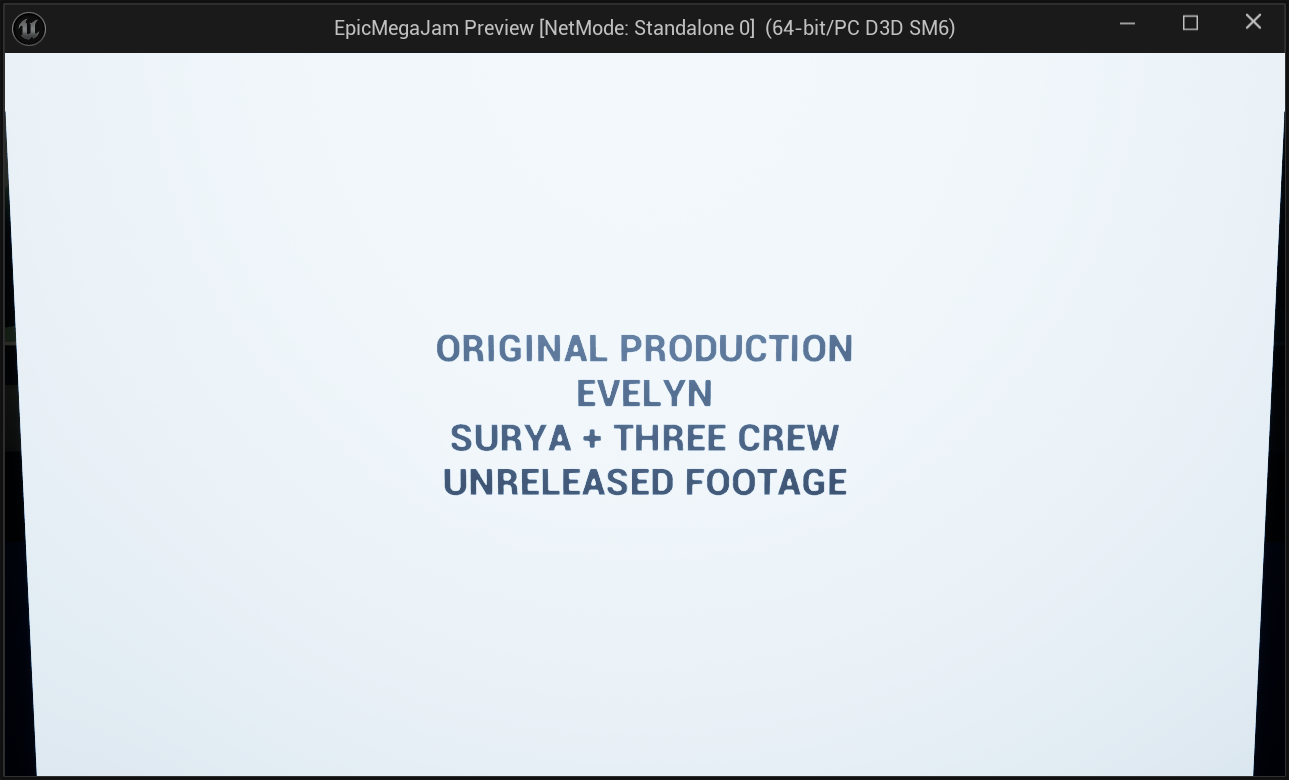 EpicMegaJam Preview [NetMode: Standalone 0] (64-bit/PC D3D SM6)
ORIGINAL PRODUCTION
EVELYN
SURYA + THREE CREW
UNRELEASED FOOTAGE